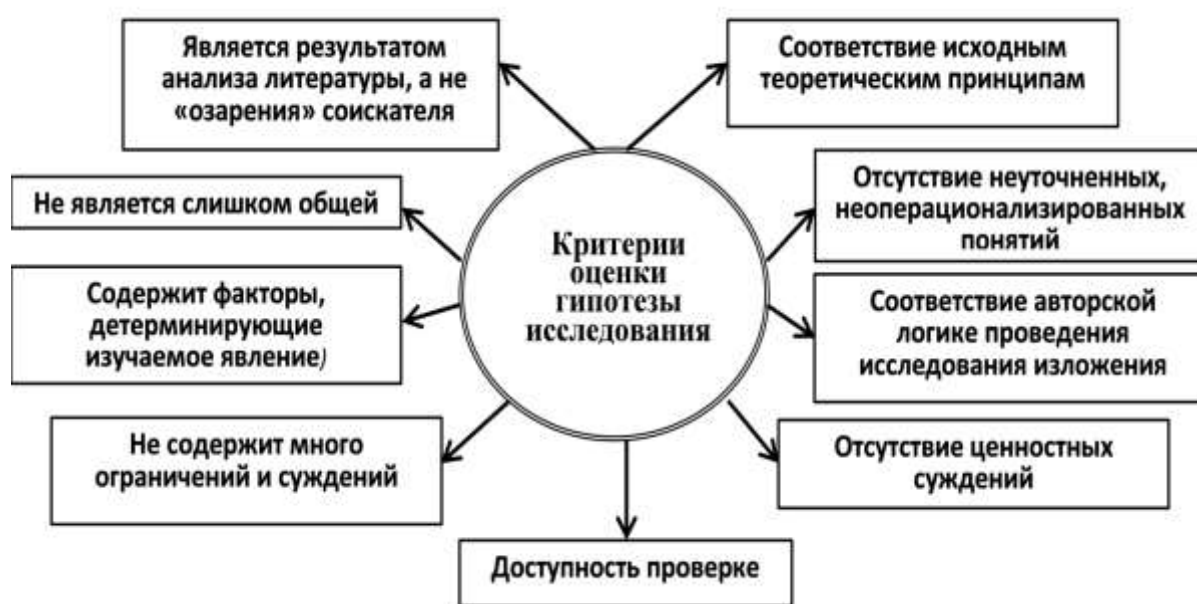 Является результатом
анализа литературы, а не
«озарения» соискателя
Соответствие исходным
теоретическим принципам
Не является слишком общей
Отсутствие неуточненных,
неоперационализированных
понятий
Критерии
оценки
гипотезы
исследования
Содержит факторы,
детерминирующие
изучаемое явление)
Соответствие авторской
логике проведения
исследования изложения
Не содержит много
ограничений и суждений
Отсутствие ценностных
суждений
Доступность проверке